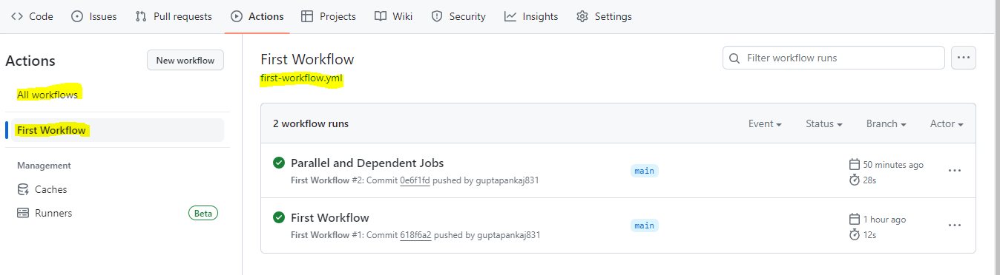 Code Issues Pull requests Actions Projects Wiki Security Insights Settings
Actions New workflow
All workflows
First Workflow
Management
Caches
Runners Beta
First Workflow Filter workflow runs
first-workflow.yml
2 workflow runs Event Status Branch Actor
Parallel and Dependent Jobs
First Workflow #2: Commit 0e6f1fd pushed by guptapankaj831
main
50 minutes ago
28s
First Workflow
First Workflow #1: Commit 618f6a2 pushed by guptapankaj831
main
1 hour ago
12s